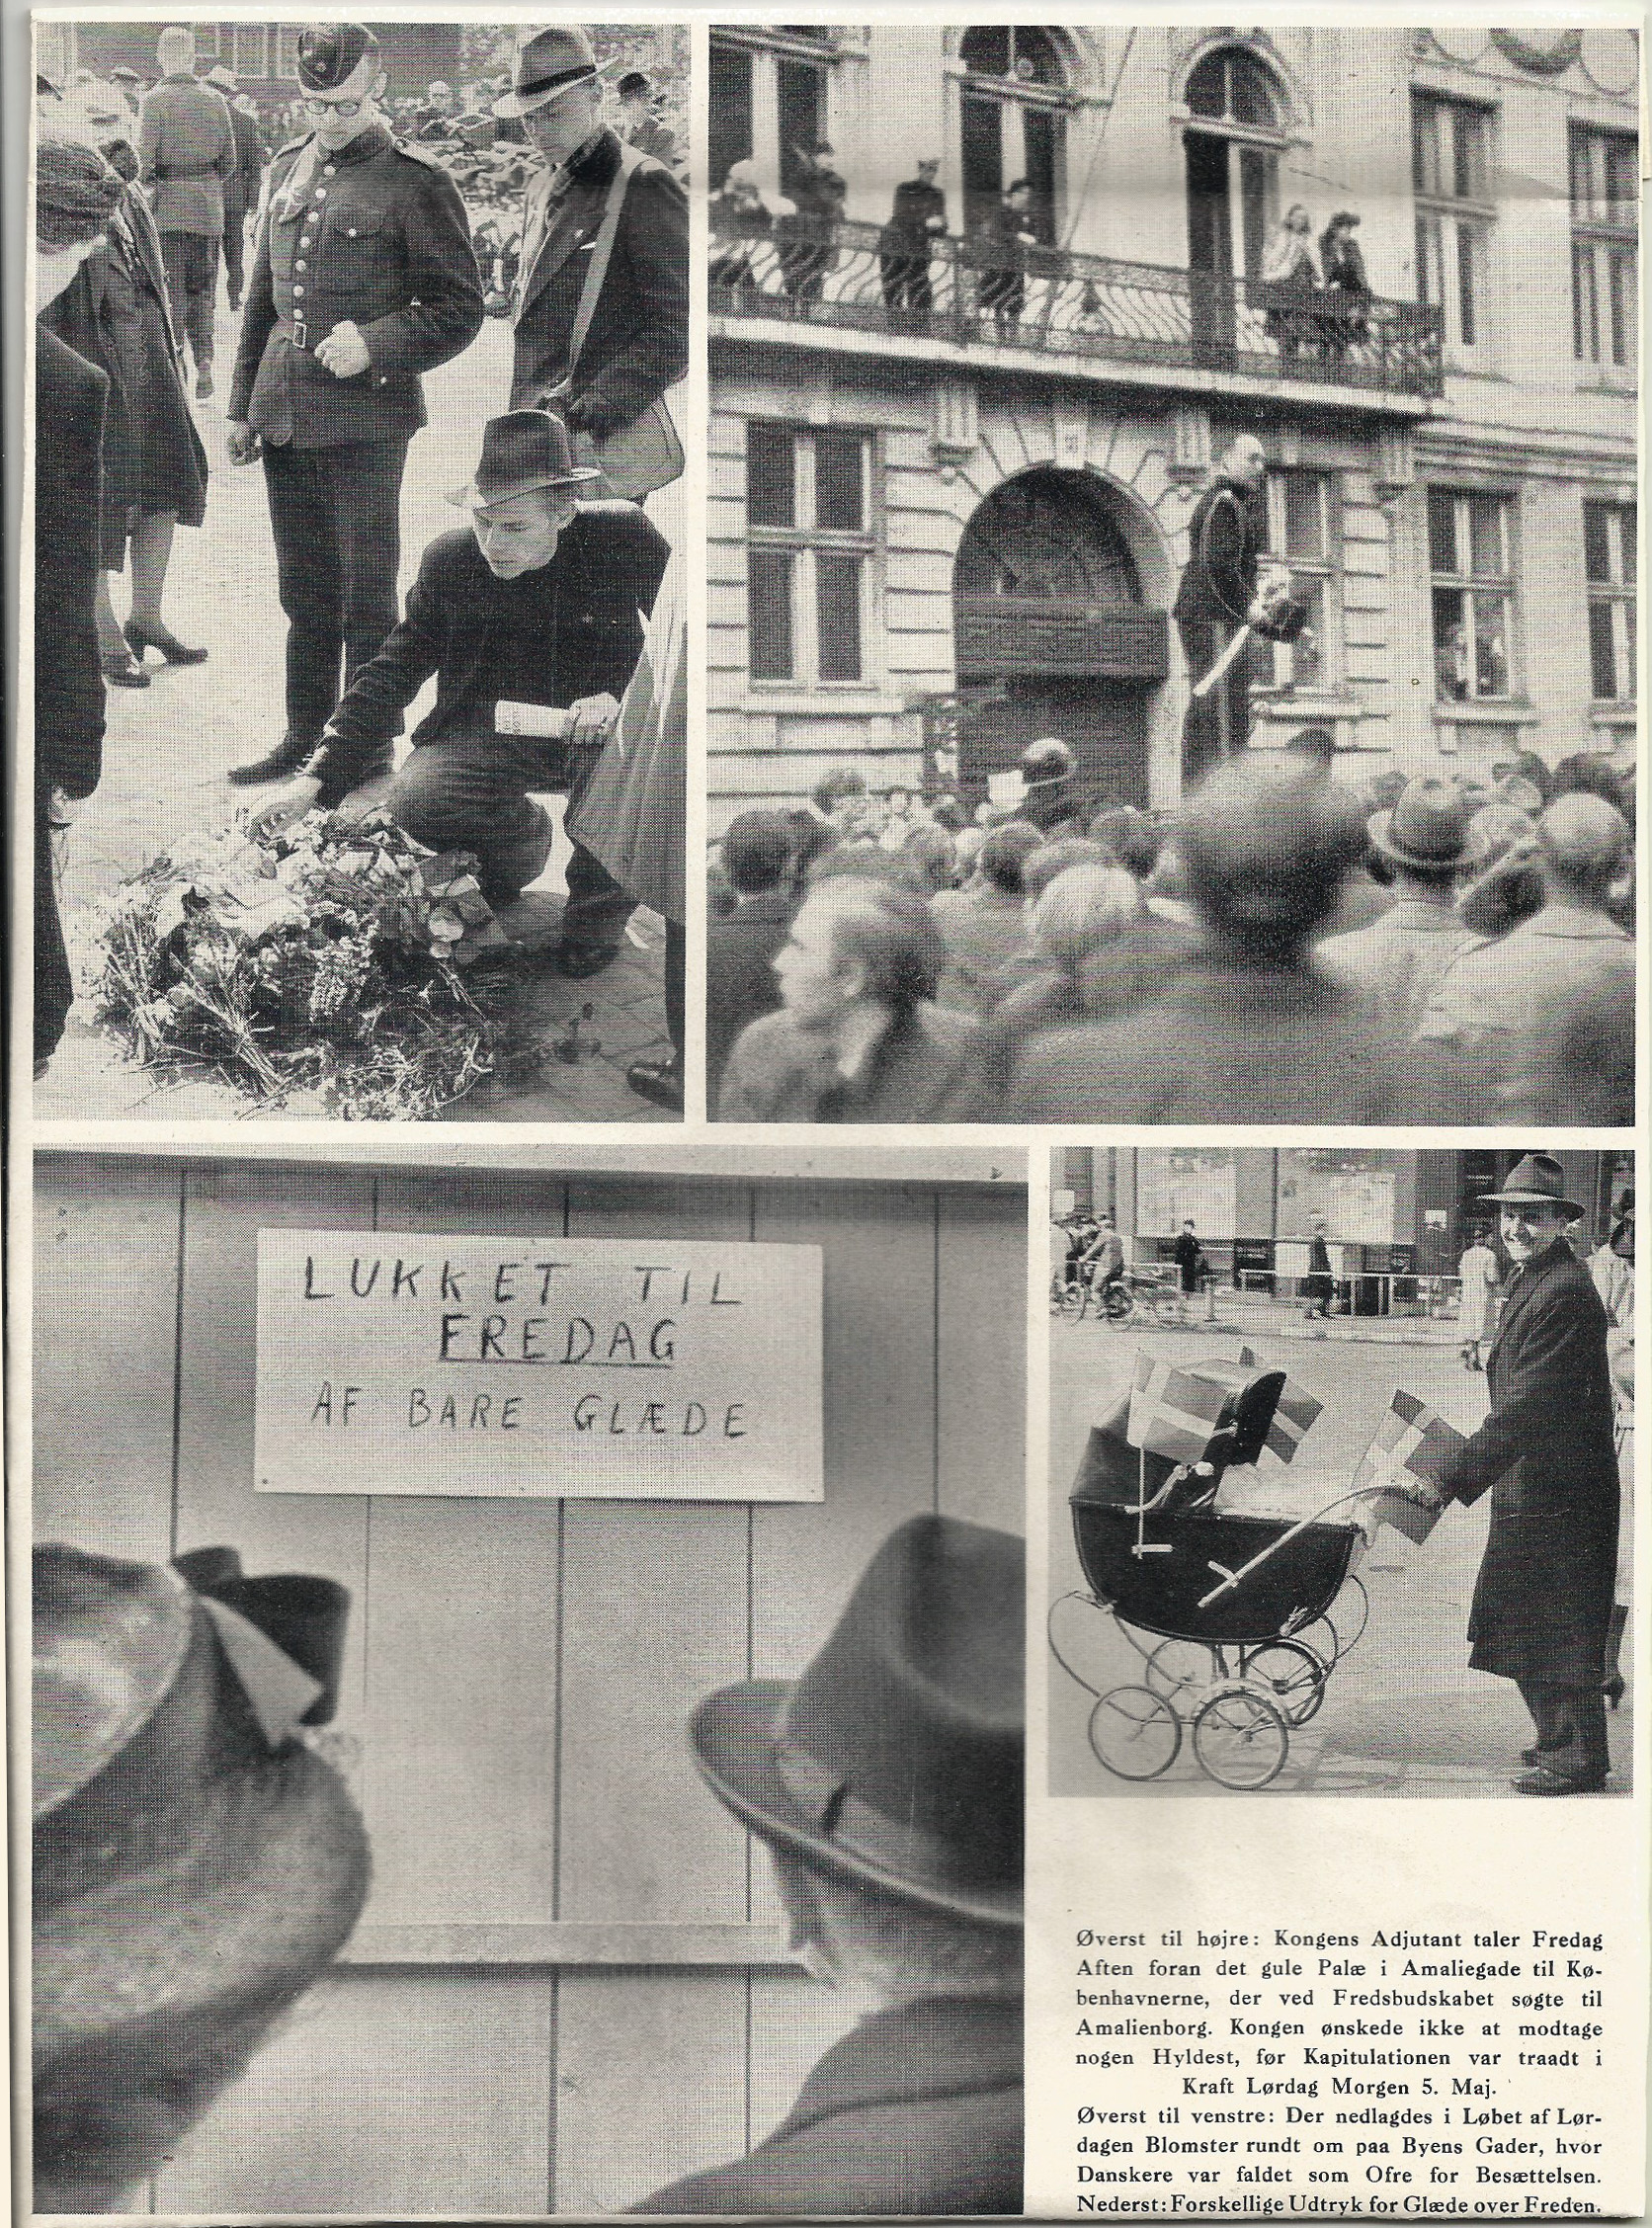 LUKKET TIL
FREDAG
AF BARE GLÆDE
Øverst til højre: Kongens Adjutant taler Fredag
Aften foran det gule Palæ i Amaliegade til Kø-
benhavnerne, der ved Fredsbudskabet søgte til
Amalienborg. Kongen ønskede ikke at modtage
nogen Hyldest, før Kapitulationen var traadt i
Kraft Lørdag Morgen 5. Maj.
Øverst til venstre: Der nedlagdes i Løbet af Lør-
dagen Blomster rundt om paa Byens Gader, hvor
Danskere var faldet som Ofre for Besættelsen.
Nederst: Forskellige Udtryk for Glæde over Freden.